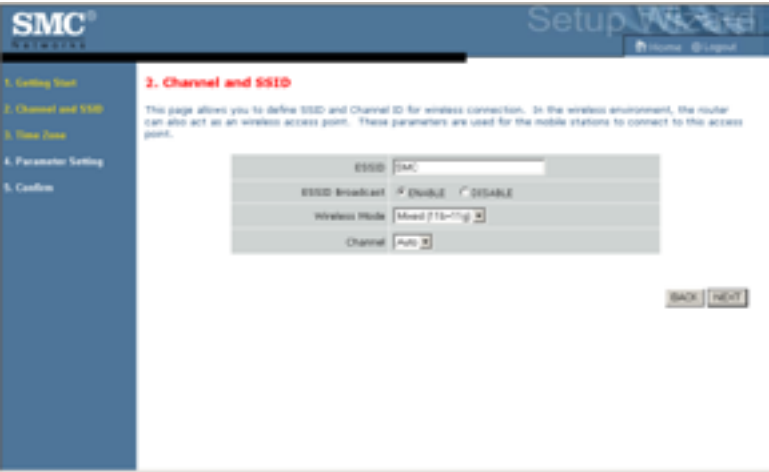 SMC®
Networks
Setup Wizard
Home Logout
1. Getting Start
2. Channel and SSID
3. Time Zone
4. Parameter Setting
5. Confirm
2. Channel and SSID
This page allows you to define SSID and Channel ID for wireless connection. In the wireless environment, the router
can also act as an wireless access point. These parameters are used for the mobile stations to connect to this access
point.
ESSID SMC
ESSID Broadcast ENABLE DISABLE
Wireless Mode Mixed (11b+11g)
Channel Auto
BACK NEXT